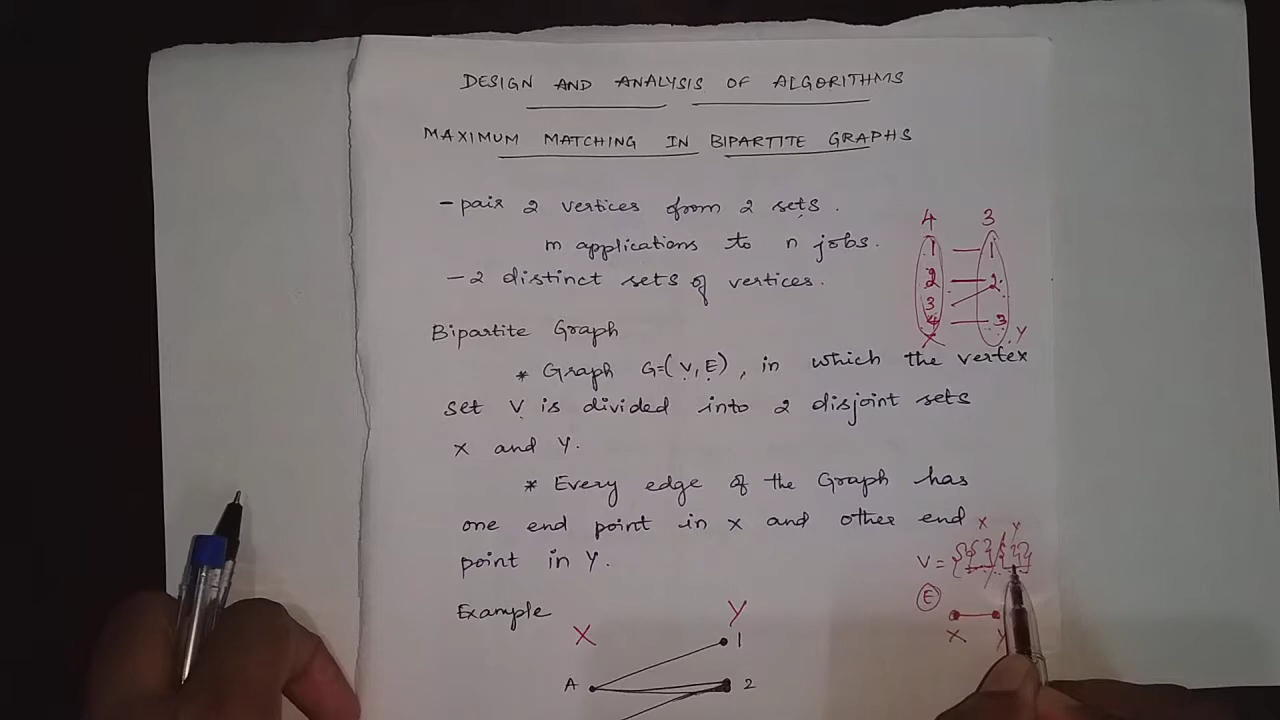 DESIGN AND ANALYSIS OF ALGORITHMS
MAXIMUM MATCHING IN BIPARTITE GRAPHS
- pair 2 vertices from 2 sets.
m applications to n jobs.
- 2 distinct sets of vertices.
4 3
1 1
2 2
3
4 3
X Y
Bipartite Graph
* Graph G=(V,E), in which the vertex
set V is divided into 2 disjoint sets
X and Y.
* Every edge of the Graph has
one end point in X and other end
point in Y.
X Y
V = {{ } { }}
E
X Y
Example
X Y
1
A 2